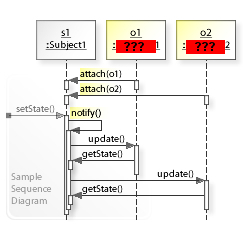 s1
:Subject1
o1
??? 1
o2
: ??? 2
attach(o1)
attach(o2)
setState()
notify()
update()
getState()
update()
getState()
Sample
Sequence
Diagram